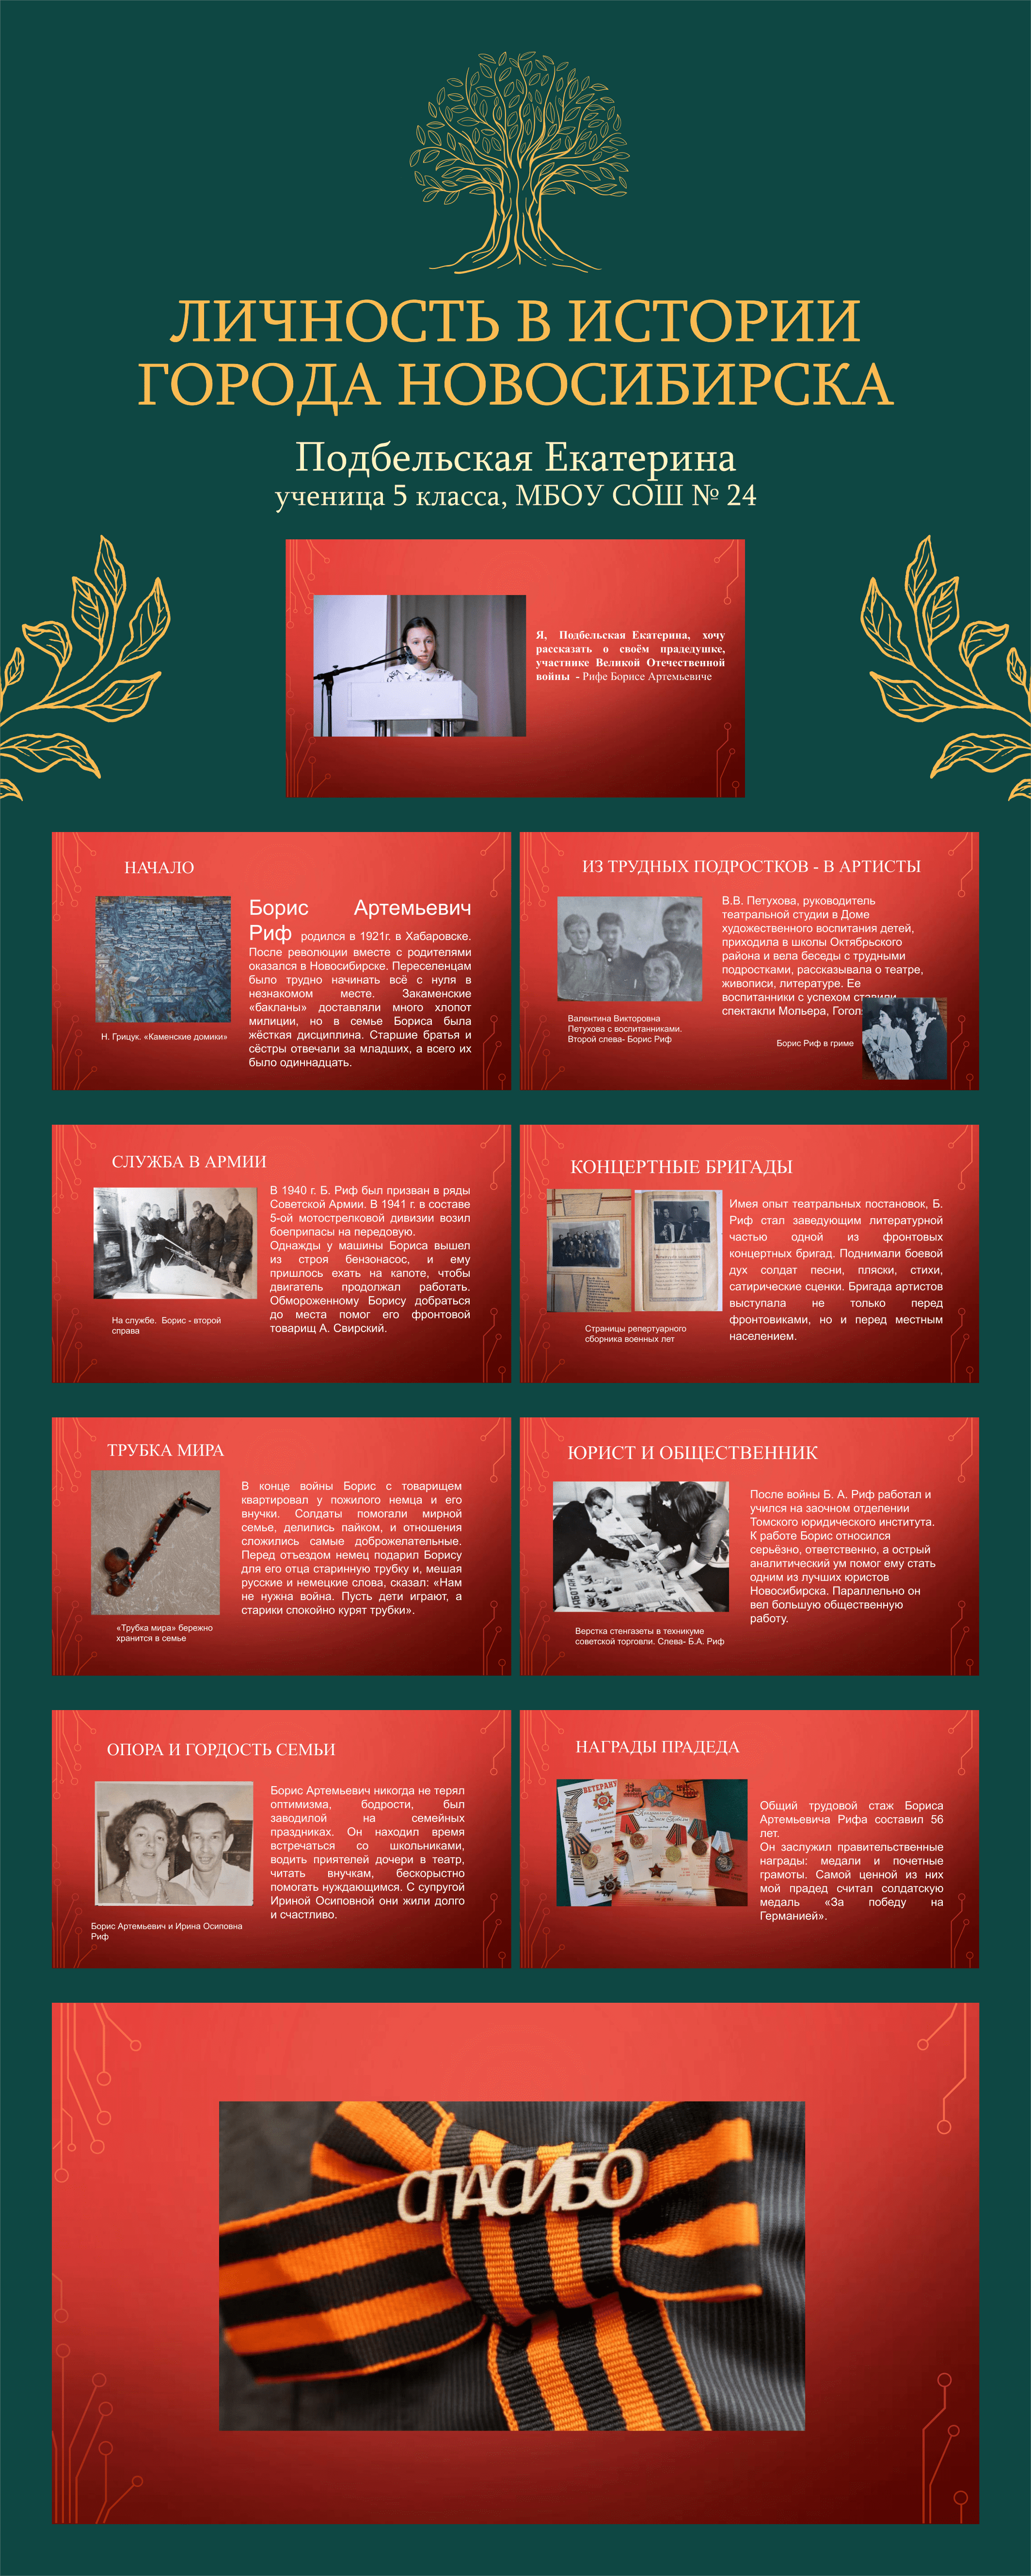 ЛИЧНОСТЬ В ИСТОРИИ
ГОРОДА НОВОСИБИРСКА
Подбельская Екатерина
ученица 5 класса, МБОУ СОШ № 24
Я, Подбельская Екатерина, хочу
рассказать о своём прадедушке,
участнике Великой Отечественной
войны - Рифе Борисе Артемьевиче
НАЧАЛО
Н. Грицук. «Каменские домики»
Борис Артемьевич
Риф родился в 1921г. в Хабаровске.
После революции вместе с родителями
оказался в Новосибирске. Переселенцам
было трудно начинать всё с нуля в
незнакомом месте. Закаменские
«бакланы» доставляли много хлопот
милиции, но в семье Бориса была
жёсткая дисциплина. Старшие братья и
сёстры отвечали за младших, а всего их
было одиннадцать.
ИЗ ТРУДНЫХ ПОДРОСТКОВ - В АРТИСТЫ
В.В. Петухова, руководитель
театральной студии в Доме
художественного воспитания детей,
приходила в школы Октябрьского
района и вела беседы с трудными
подростками, рассказывала о театре,
живописи, литературе. Ее
воспитанники с успехом ставили
спектакли Мольера, Гогол
Валентина Викторовна
Петухова с воспитанниками.
Второй слева- Борис Риф
Борис Риф в гриме
СЛУЖБА В АРМИИ
В 1940 г. Б. Риф был призван в ряды
Советской Армии. В 1941 г. в составе
5-ой мотострелковой дивизии возил
боеприпасы на передовую.
Однажды у машины Бориса вышел
из строя бензонасос, и ему
пришлось ехать на капоте, чтобы
двигатель продолжал работать.
Обмороженному Борису добраться
до места помог его фронтовой
товарищ А. Свирский.
На службе. Борис - второй
справа
КОНЦЕРТНЫЕ БРИГАДЫ
Имея опыт театральных постановок, Б.
Риф стал заведующим литературной
частью одной из фронтовых
концертных бригад. Поднимали боевой
дух солдат песни, пляски, стихи,
сатирические сценки. Бригада артистов
выступала не только перед
фронтовиками, но и перед местным
населением.
Страницы репертуарного
сборника военных лет
ТРУБКА МИРА
В конце войны Борис с товарищем
квартировал у пожилого немца и его
внучки. Солдаты помогали мирной
семье, делились пайком, и отношения
сложились самые доброжелательные.
Перед отъездом немец подарил Борису
для его отца старинную трубку и, мешая
русские и немецкие слова, сказал: «Нам
не нужна война. Пусть дети играют, а
старики спокойно курят трубки».
«Трубка мира» бережно
хранится в семье
ЮРИСТ И ОБЩЕСТВЕННИК
После войны Б. А. Риф работал и
учился на заочном отделении
Томского юридического института.
К работе Борис относился
серьёзно, ответственно, а острый
аналитический ум помог ему стать
одним из лучших юристов
Новосибирска. Параллельно он
вел большую общественную
работу.
Верстка стенгазеты в техникуме
советской торговли. Слева- Б.А. Риф
ОПОРА И ГОРДОСТЬ СЕМЬИ
Борис Артемьевич никогда не терял
оптимизма, бодрости, был
заводилой на семейных
праздниках. Он находил время
встречаться со школьниками,
водить приятелей дочери в театр,
читать внучкам, бескорыстно
помогать нуждающимся. С супругой
Ириной Осиповной они жили долго
и счастливо.
Борис Артемьевич и Ирина Осиповна
Риф
НАГРАДЫ ПРАДЕДА
ВЕТЕРАНУ
Общий трудовой стаж Бориса
Артемьевича Рифа составил 56
лет.
Он заслужил правительственные
награды: медали и почетные
грамоты. Самой ценной из них
мой прадед считал солдатскую
медаль «За победу на
Германией».
СПАСИБО